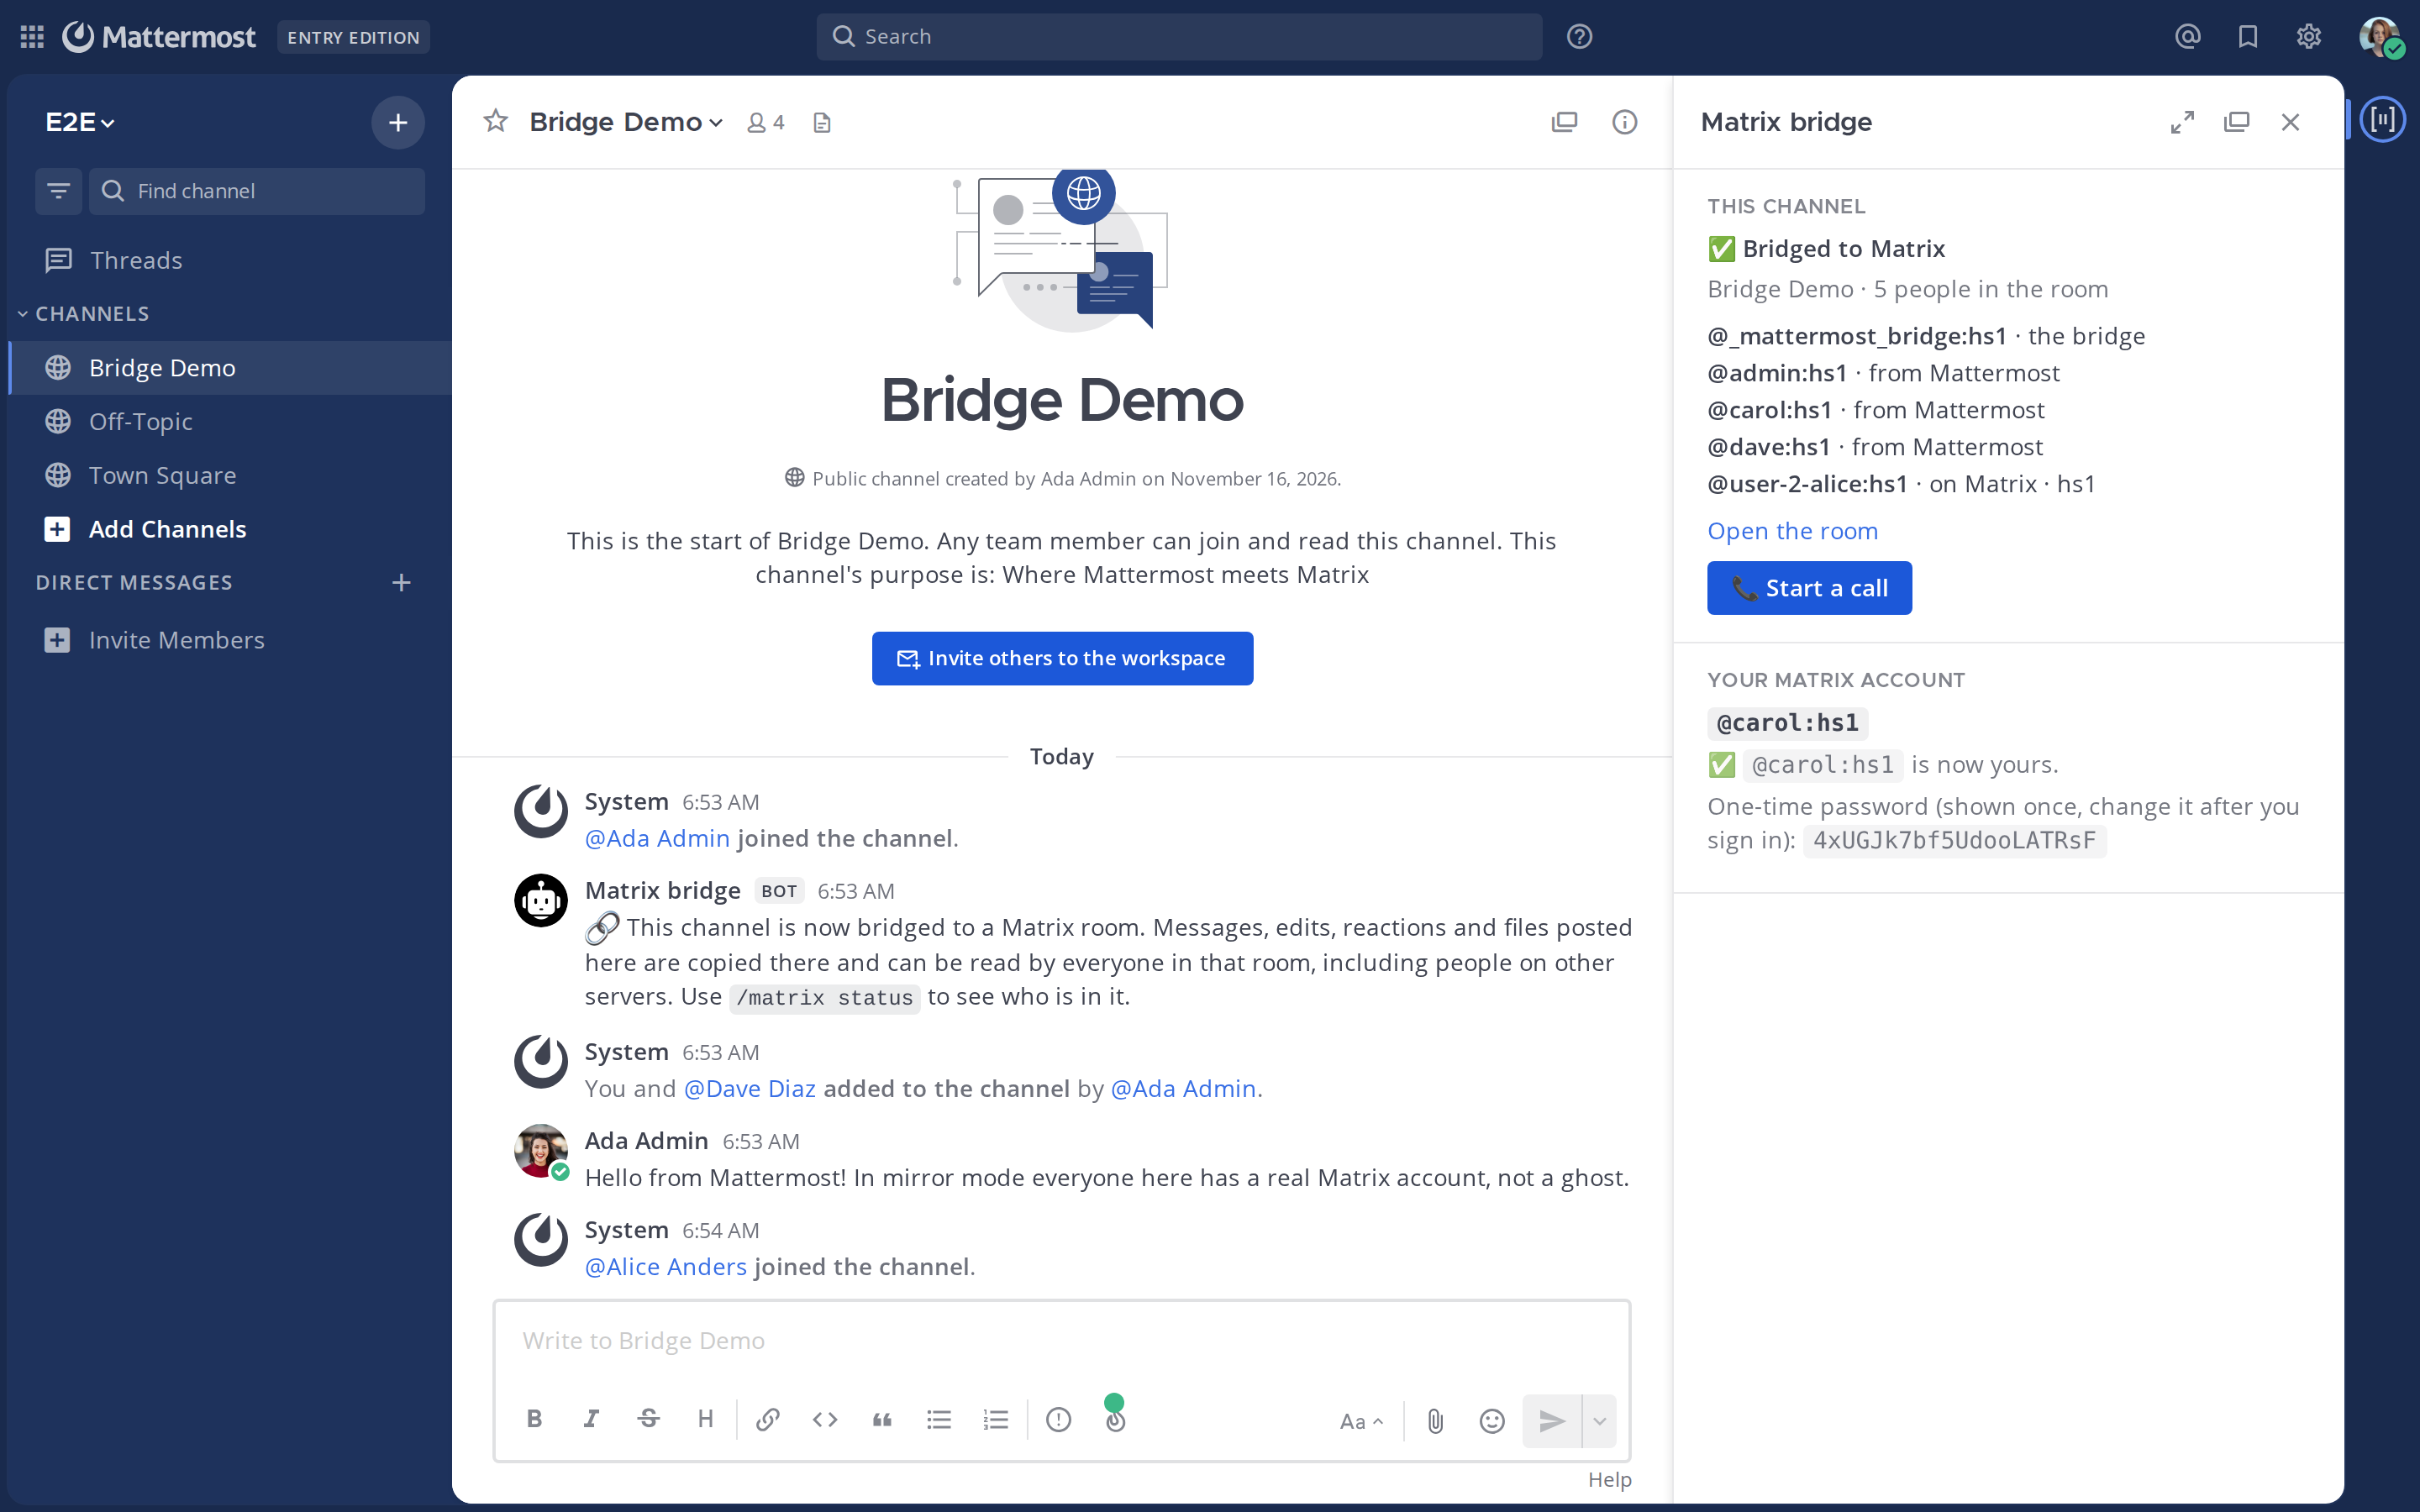 Mattermost
ENTRY EDITION
Search
E2E
Find channel
Threads
CHANNELS
Bridge Demo
Off-Topic
Town Square
Add Channels
DIRECT MESSAGES
Invite Members
Bridge Demo
4
Bridge Demo
Public channel created by Ada Admin on November 16, 2026.
This is the start of Bridge Demo. Any team member can join and read this channel. This
channel's purpose is: Where Mattermost meets Matrix
Invite others to the workspace
Today
System 6:53 AM
@Ada Admin joined the channel.
Matrix bridge BOT 6:53 AM
🔗 This channel is now bridged to a Matrix room. Messages, edits, reactions and files posted
here are copied there and can be read by everyone in that room, including people on other
servers. Use /matrix status to see who is in it.
System 6:53 AM
You and @Dave Diaz added to the channel by @Ada Admin.
Ada Admin 6:53 AM
Hello from Mattermost! In mirror mode everyone here has a real Matrix account, not a ghost.
System 6:54 AM
@Alice Anders joined the channel.
Write to Bridge Demo
B I S H
Aa
Help
Matrix bridge
THIS CHANNEL
✅ Bridged to Matrix
Bridge Demo · 5 people in the room
@_mattermost_bridge:hs1 · the bridge
@admin:hs1 · from Mattermost
@carol:hs1 · from Mattermost
@dave:hs1 · from Mattermost
@user-2-alice:hs1 · on Matrix · hs1
Open the room
📞 Start a call
YOUR MATRIX ACCOUNT
@carol:hs1
✅ @carol:hs1 is now yours.
One-time password (shown once, change it after you
sign in): 4xUGJk7bf5UdooLATRsF